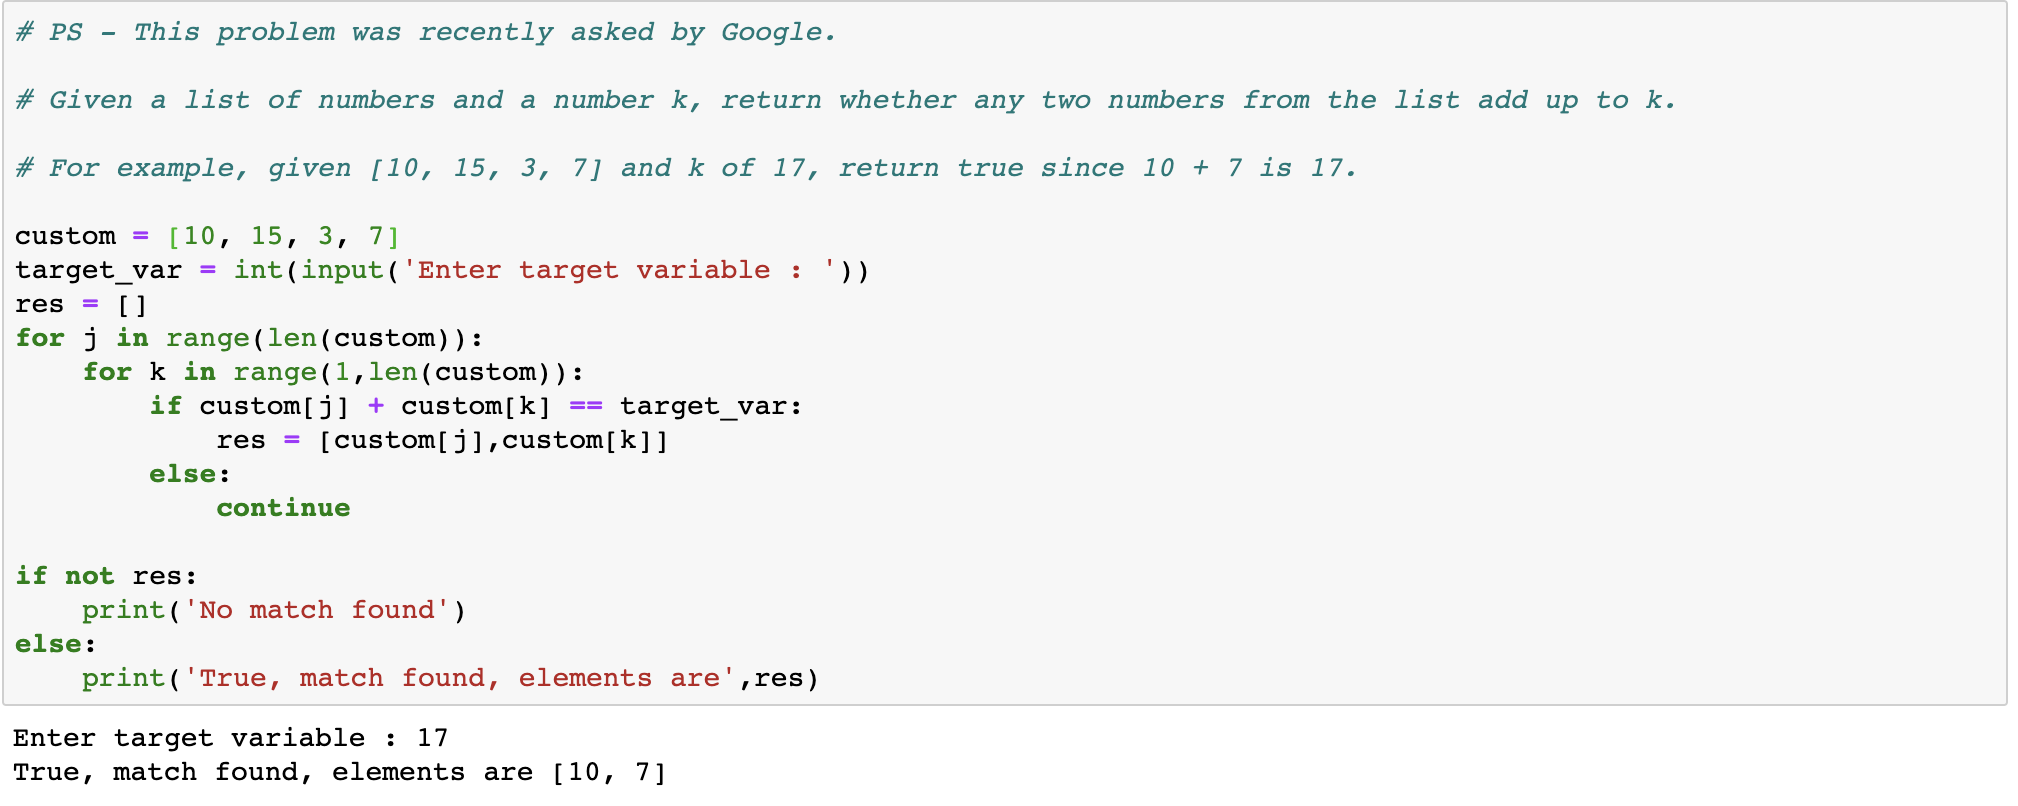 # PS - This problem was recently asked by Google.
# Given a list of numbers and a number k, return whether any two numbers from the list add up to k.
# For example, given [10, 15, 3, 7] and k of 17, return true since 10 + 7 is 17.
custom = [10, 15, 3, 7]
target_var = int(input('Enter target variable : '))
res = []
for j in range(len(custom)):
    for k in range(1,len(custom)):
        if custom[j] + custom[k] == target_var:
            res = [custom[j],custom[k]]
        else:
            continue
if not res:
    print('No match found')
else:
    print('True, match found, elements are',res)
Enter target variable : 17
True, match found, elements are [10, 7]